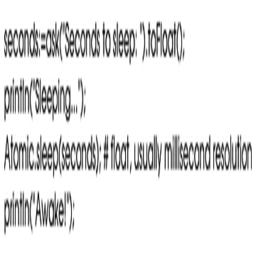 seconds:=ask("Seconds to sleep: ").toFloat();
println("Sleeping...");
Atomic.sleep(seconds); # float, usually millisecond resolution
println("Awake!");